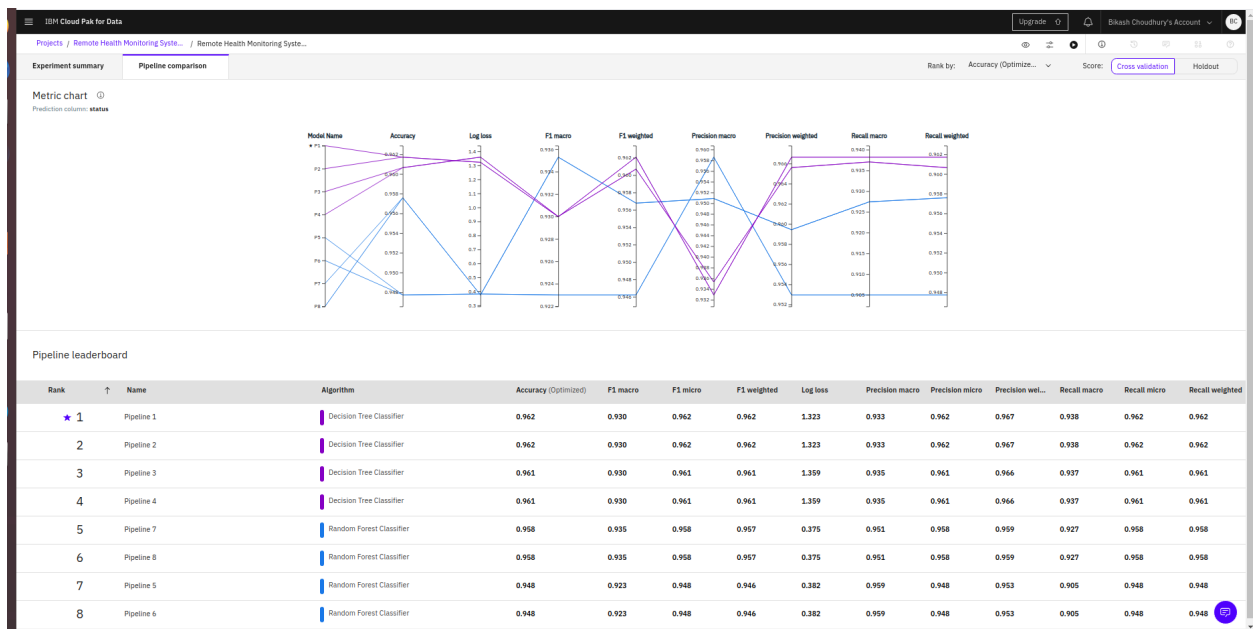 IBM Cloud Pak for Data
Upgrade
Bikash Choudhury's Account
BC
Projects / Remote Health Monitoring Syste... / Remote Health Monitoring Syste...
Experiment summary
Pipeline comparison
Rank by: Accuracy (Optimize...
Score: Cross validation Holdout
Metric chart
Prediction column: status
Model Name Accuracy Log loss F1 macro F1 weighted Precision macro Precision weighted Recall macro Recall weighted
★ P1
P2
P3
P4
P5
P6
P7
P8
Pipeline leaderboard
Rank ↑ Name Algorithm Accuracy (Optimized) F1 macro F1 micro F1 weighted Log loss Precision macro Precision micro Precision wei... Recall macro Recall micro Recall weighted
★ 1 Pipeline 1 Decision Tree Classifier 0.962 0.930 0.962 0.962 1.323 0.933 0.962 0.967 0.938 0.962 0.962
2 Pipeline 2 Decision Tree Classifier 0.962 0.930 0.962 0.962 1.323 0.933 0.962 0.967 0.938 0.962 0.962
3 Pipeline 3 Decision Tree Classifier 0.961 0.930 0.961 0.961 1.359 0.935 0.961 0.966 0.937 0.961 0.961
4 Pipeline 4 Decision Tree Classifier 0.961 0.930 0.961 0.961 1.359 0.935 0.961 0.966 0.937 0.961 0.961
5 Pipeline 7 Random Forest Classifier 0.958 0.935 0.958 0.957 0.375 0.951 0.958 0.959 0.927 0.958 0.958
6 Pipeline 8 Random Forest Classifier 0.958 0.935 0.958 0.957 0.375 0.951 0.958 0.959 0.927 0.958 0.958
7 Pipeline 5 Random Forest Classifier 0.948 0.923 0.948 0.946 0.382 0.959 0.948 0.953 0.905 0.948 0.948
8 Pipeline 6 Random Forest Classifier 0.948 0.923 0.948 0.946 0.382 0.959 0.948 0.953 0.905 0.948 0.948